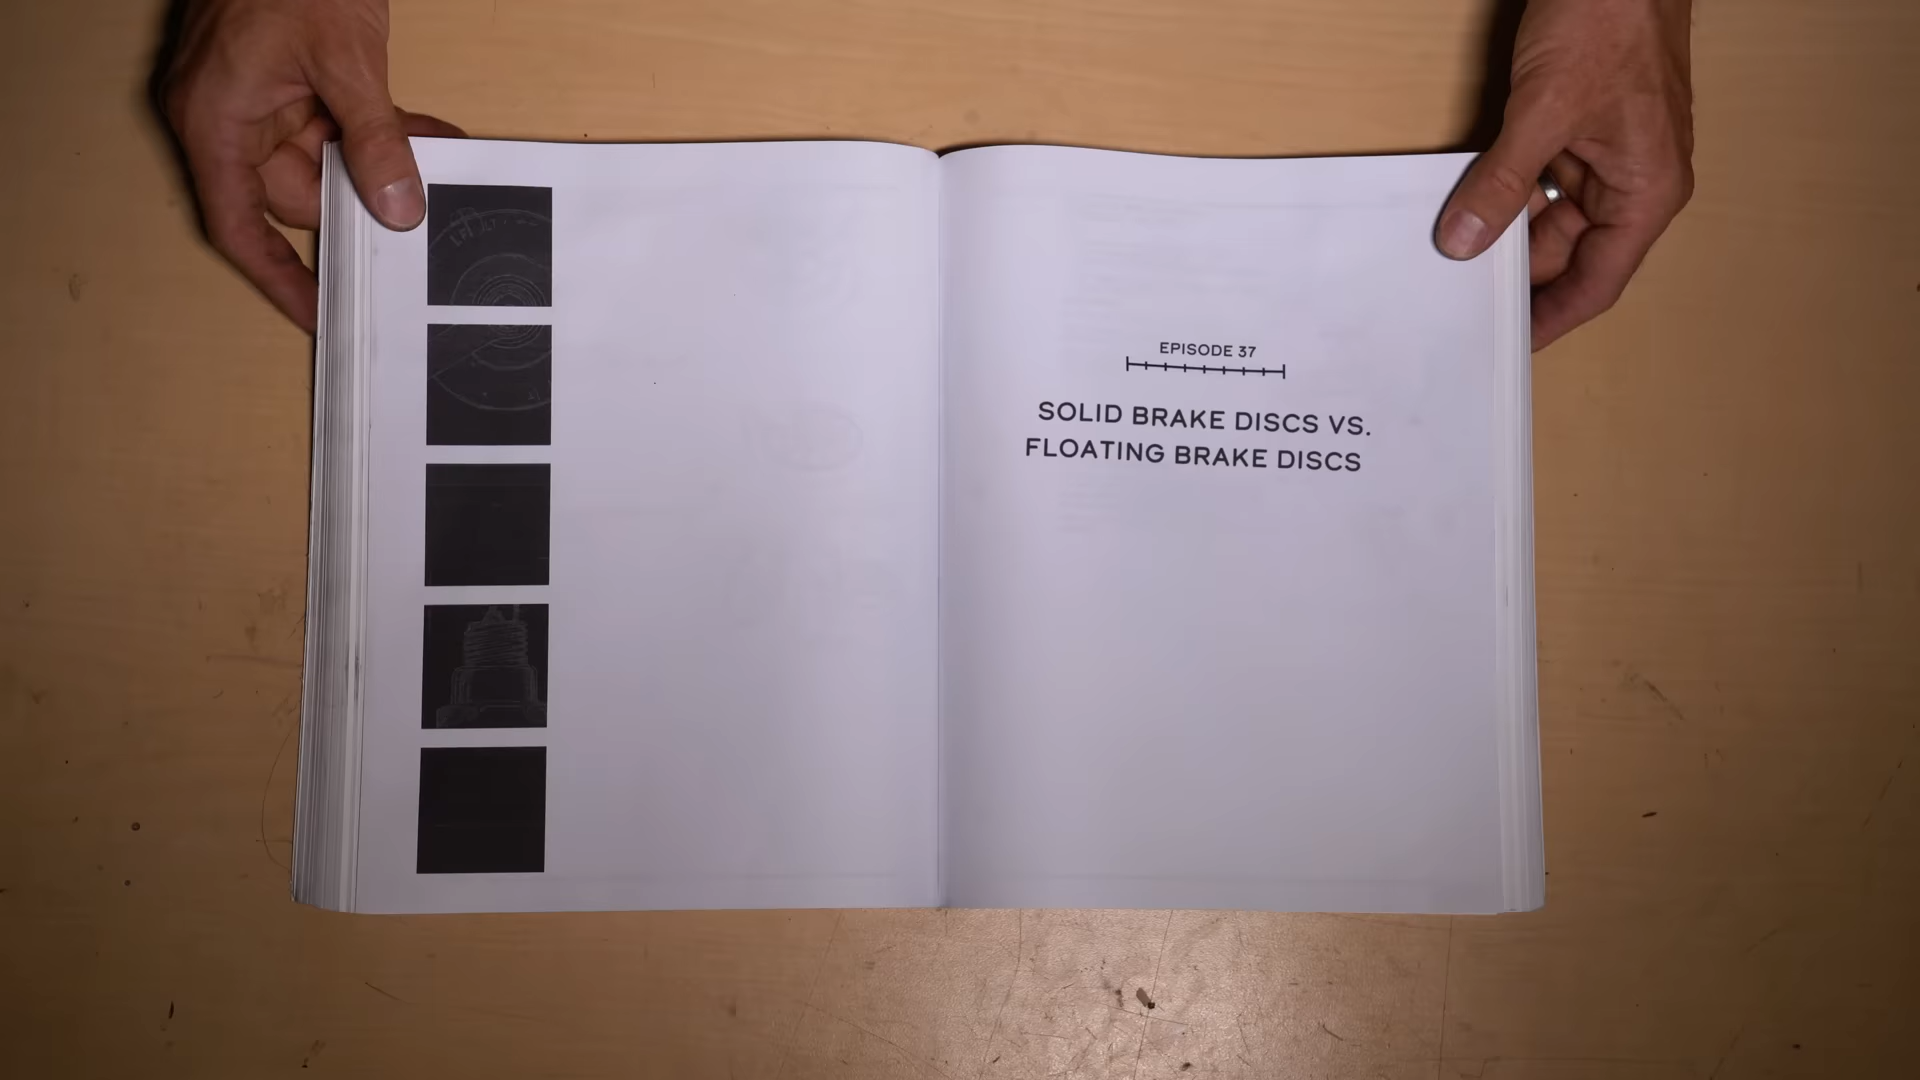 EPISODE 37
SOLID BRAKE DISCS VS.
FLOATING BRAKE DISCS